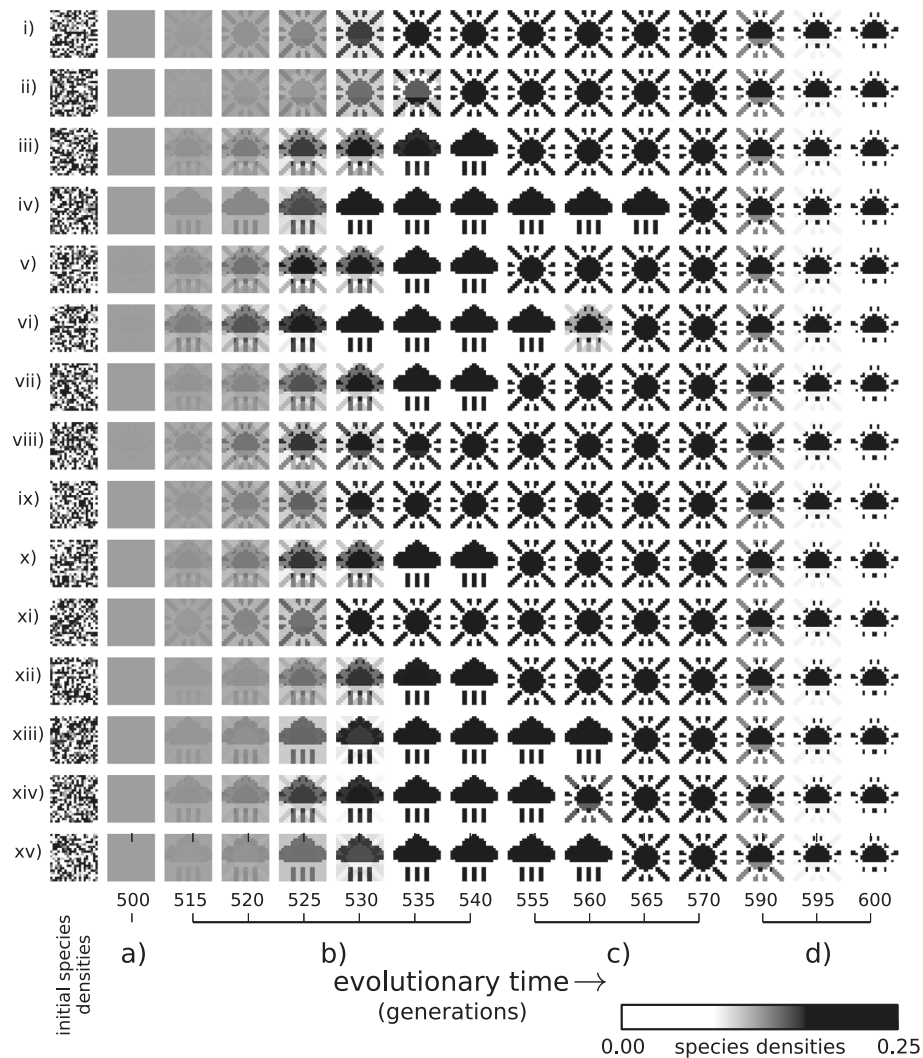 i)
ii)
iii)
iv)
v)
vi)
vii)
viii)
ix)
x)
xi)
xii)
xiii)
xiv)
xv)
500 515 520 525 530 535 540 555 560 565 570 590 595 600
initial species
densities
a) b) c) d)
evolutionary time→
(generations)
0.00 species densities 0.25